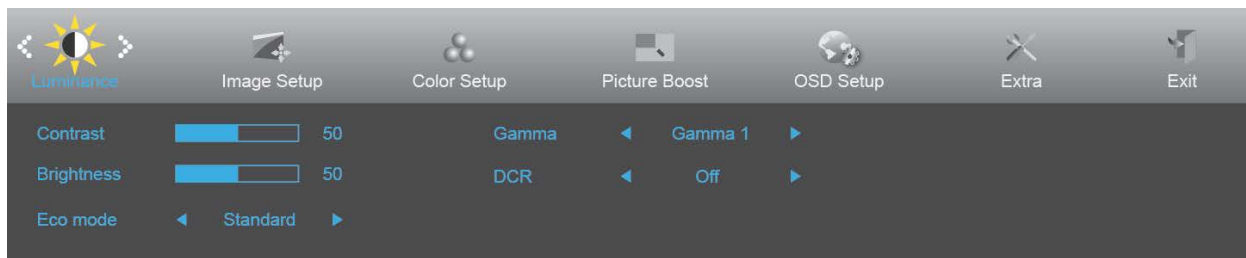 Luminance Image Setup Color Setup Picture Boost OSD Setup Extra Exit
Contrast 50 Gamma Gamma 1
Brightness 50 DCR Off
Eco mode Standard